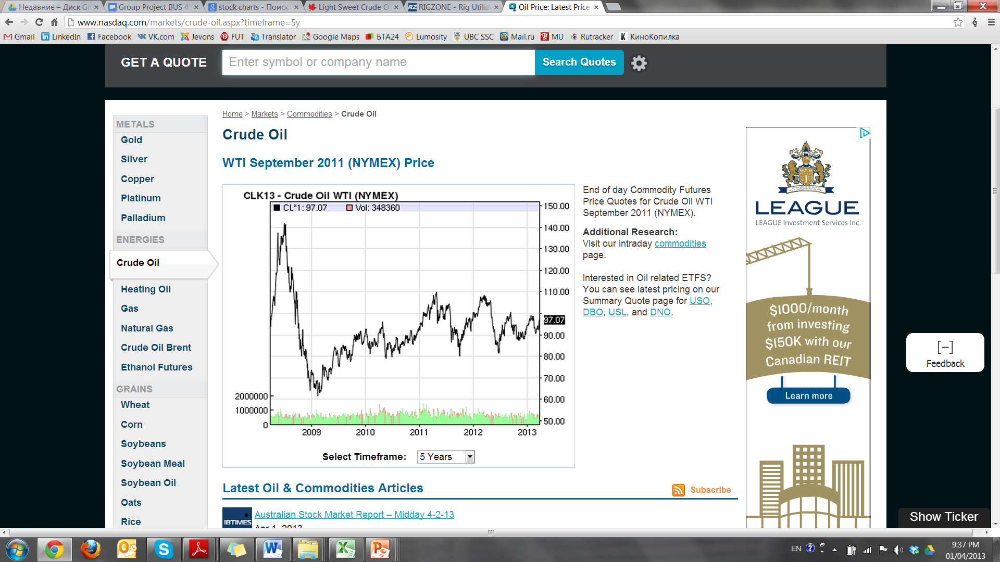 Недавние – Диск Go
Group Project BUS 4
stock charts - Поиск
Light Sweet Crude O
RIGZONE - Rig Utiliz
Oil Price: Latest Price
www.nasdaq.com/markets/crude-oil.aspx?timeframe=5y
Gmail
LinkedIn
Facebook
VK.com
Jevons
FUT
Translator
Google Maps
БТА24
Lumosity
UBC SSC
Mail.ru
MU
Rutracker
КиноКопилка
GET A QUOTE
Enter symbol or company name
Search Quotes
Home > Markets > Commodities > Crude Oil
METALS
Gold
Silver
Copper
Platinum
Palladium
ENERGIES
Crude Oil
Heating Oil
Gas
Natural Gas
Crude Oil Brent
Ethanol Futures
GRAINS
Wheat
Corn
Soybeans
Soybean Meal
Soybean Oil
Oats
Rice
Crude Oil
WTI September 2011 (NYMEX) Price
CLK13 - Crude Oil WTI (NYMEX)
CL*1: 97.07
Vol: 348360
150.00
140.00
130.00
120.00
110.00
97.07
90.00
80.00
70.00
60.00
50.00
2000000
1000000
0
2009
2010
2011
2012
2013
Select Timeframe:
5 Years
End of day Commodity Futures
Price Quotes for Crude Oil WTI
September 2011 (NYMEX).
Additional Research:
Visit our intraday commodities
page.
Interested in Oil related ETFS?
You can see latest pricing on our
Summary Quote page for USO,
DBO, USL, and DNO.
Latest Oil & Commodities Articles
Subscribe
IBTIMES
Australian Stock Market Report – Midday 4-2-13
Apr 1, 2013
LEAGUE
LEAGUE Investment Services Inc.
$1000/month
from investing
$150K with our
Canadian REIT
Learn more
[–]
Feedback
Show Ticker
EN
9:37 PM
01/04/2013